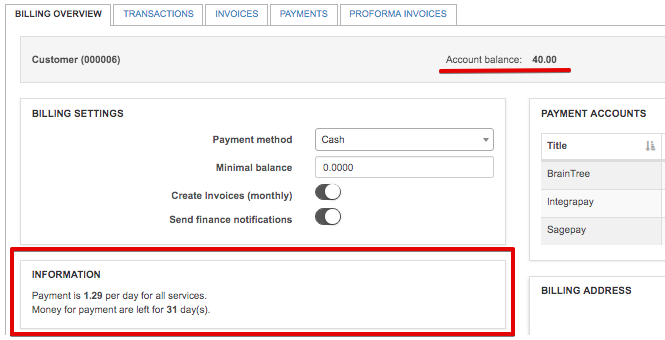 BILLING OVERVIEW TRANSACTIONS INVOICES PAYMENTS PROFORMA INVOICES
Customer (000006) Account balance: 40.00
BILLING SETTINGS
Payment method Cash
Minimal balance 0.0000
Create Invoices (monthly)
Send finance notifications
INFORMATION
Payment is 1.29 per day for all services.
Money for payment are left for 31 day(s).
PAYMENT ACCOUNTS
Title
BrainTree
Integrapay
Sagepay
BILLING ADDRESS